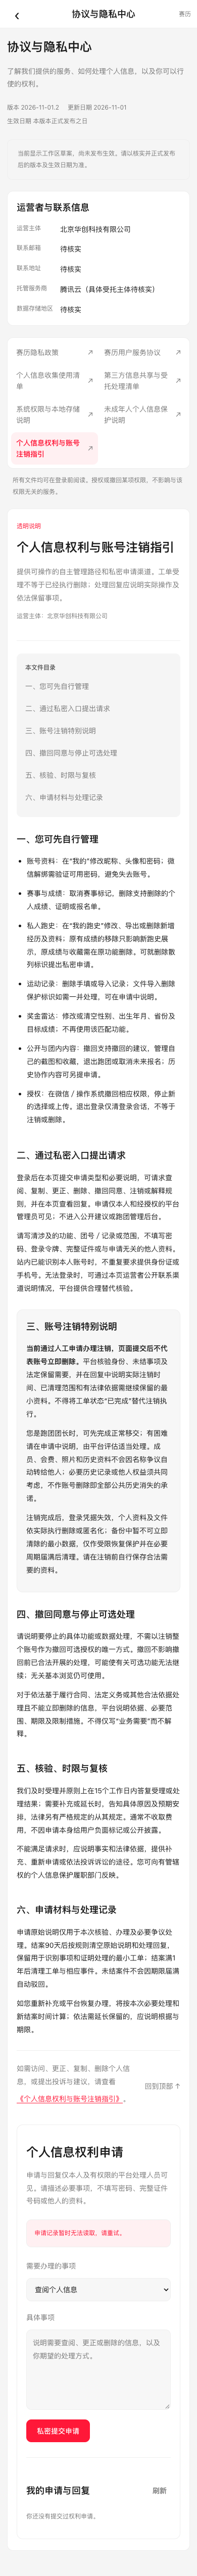 协议与隐私中心
赛历
协议与隐私中心
了解我们提供的服务、如何处理个人信息，以及你可以行
使的权利。
版本 2026-11-01.2 更新日期 2026-11-01
生效日期 本版本正式发布之日
当前显示工作区草案，尚未发布生效。请以核实并正式发布
后的版本及生效日期为准。
运营者与联系信息
运营主体 北京华创科技有限公司
联系邮箱 待核实
联系地址 待核实
托管服务商 腾讯云（具体受托主体待核实）
数据存储地区 待核实
赛历隐私政策 ↗
赛历用户服务协议 ↗
个人信息收集使用清
单 ↗
第三方信息共享与受
托处理清单 ↗
系统权限与本地存储
说明 ↗
未成年人个人信息保
护说明 ↗
个人信息权利与账号
注销指引 ↗
所有文件均可在登录前阅读。授权或撤回某项权限，不影响与该
权限无关的服务。
透明说明
个人信息权利与账号注销指引
提供可操作的自主管理路径和私密申请渠道。工单受
理不等于已经执行删除；处理回复应说明实际操作及
依法保留事项。
运营主体：北京华创科技有限公司
本文件目录
一、您可先自行管理
二、通过私密入口提出请求
三、账号注销特别说明
四、撤回同意与停止可选处理
五、核验、时限与复核
六、申请材料与处理记录
一、您可先自行管理
• 账号资料：在“我的”修改昵称、头像和密码；微
信解绑需验证可用密码，避免失去账号。
• 赛事与成绩：取消赛事标记，删除支持删除的个
人成绩、证明或报名单。
• 私人跑史：在“我的跑史”修改、导出或删除新增
经历及资料；原有成绩的移除只影响新跑史展
示，原成绩与收藏需在原功能删除。可就删除散
列标识提出私密申请。
• 运动记录：删除手填或导入记录；文件导入删除
保护标识如需一并处理，可在申请中说明。
• 奖金雷达：修改或清空性别、出生年月、省份及
目标成绩；不再使用该匹配功能。
• 公开与团内内容：撤回支持撤回的建议，管理自
己的截图和收藏，退出跑团或取消未来报名；历
史协作内容可另提申请。
• 授权：在微信 / 操作系统撤回相应权限，停止新
的选择或上传。退出登录仅清登录会话，不等于
注销或删除。
二、通过私密入口提出请求
登录后在本页提交申请类型和必要说明，可请求查
阅、复制、更正、删除、撤回同意、注销或解释规
则，并在本页查看回复。申请仅本人和经授权的平台
管理员可见；不进入公开建议或跑团管理后台。
请写清涉及的功能、团号 / 记录或范围，不填写密
码、登录令牌、完整证件或与申请无关的他人资料。
站内已能识别本人账号时，不重复要求提供身份证或
手机号。无法登录时，可通过本页运营者公开联系渠
道说明情况，平台提供合理替代核验。
三、账号注销特别说明
当前通过人工申请办理注销，页面提交后不代
表账号立即删除。平台核验身份、未结事项及
法定保留需要，并在回复中说明实际注销时
间、已清理范围和有法律依据需继续保留的最
小资料。不得将工单状态“已完成”替代注销执
行。
您是跑团团长时，可先完成正常移交；有困难
请在申请中说明，由平台评估适当处理。成
员、会费、照片和历史资料不会因名称争议自
动转给他人；必要历史记录或他人权益须共同
考虑，不作账号删除即全部公共历史消失的承
诺。
注销完成后，登录凭据失效，个人资料及文件
依实际执行删除或匿名化；备份中暂不可立即
清除的最小数据，仅作受限恢复保护并在必要
周期届满后清理。请在注销前自行保存合法需
要的资料。
四、撤回同意与停止可选处理
请说明要停止的具体功能或数据处理，不需以注销整
个账号作为撤回可选授权的唯一方式。撤回不影响撤
回前已合法开展的处理，可能使有关可选功能无法继
续；无关基本浏览仍可使用。
对于依法基于履行合同、法定义务或其他合法依据处
理且不能立即删除的信息，平台说明依据、必要范
围、期限及限制措施。不得仅写“业务需要”而不解
释。
五、核验、时限与复核
我们及时受理并原则上在15个工作日内答复受理或处
理结果；需要补充或延长时，告知具体原因及预期安
排，法律另有严格规定的从其规定。通常不收取费
用，不因申请本身给用户负面标记或公开披露。
不能满足请求时，应说明事实和法律依据，提供补
充、重新申请或依法投诉诉讼的途径。您可向有管辖
权的个人信息保护履职部门反映。
六、申请材料与处理记录
申请原始说明仅用于本次核验、办理及必要争议处
理。结案90天后按规则清空原始说明和处理回复，
保留用于识别事项和证明处理的最小工单；结案满1
年后清理工单与相应事件。未结案件不会因期限届满
自动驳回。
如您重新补充或平台恢复办理，将按本次必要处理和
新结案时间计算；依法需延长保留的，应说明根据与
期限。
如需访问、更正、复制、删除个人信
息，或提出投诉与建议，请查看
《个人信息权利与账号注销指引》。
回到顶部 ↑
个人信息权利申请
申请与回复仅本人及有权限的平台处理人员可
见。请描述必要事项，不填写密码、完整证件
号码或他人的资料。
申请记录暂时无法读取，请重试。
需要办理的事项
查阅个人信息
具体事项
说明需要查阅、更正或删除的信息，以及
你期望的处理方式。
私密提交申请
我的申请与回复
刷新
你还没有提交过权利申请。